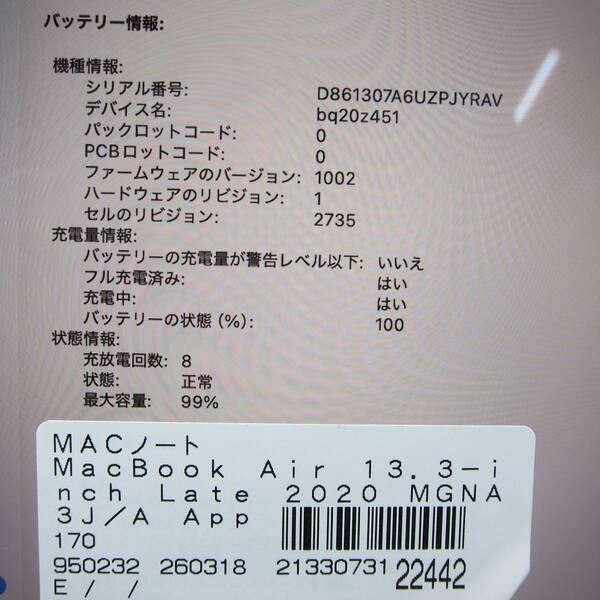 バッテリー情報:
機種情報:
シリアル番号: D861307A6UZPJYRAV
デバイス名: bq20z451
パックロットコード: 0
PCBロットコード: 0
ファームウェアのバージョン: 1002
ハードウェアのリビジョン: 1
セルのリビジョン: 2735
充電量情報:
バッテリーの充電量が警告レベル以下: いいえ
フル充電済み: はい
充電中: はい
バッテリーの状態 (%): 100
状態情報:
充放電回数: 8
状態: 正常
最大容量: 99%
MACノート
MacBook Air 13.3-i
nch Late 2020 MGNA
3J/A App
170
950232 260318 21330731 22442
E / /